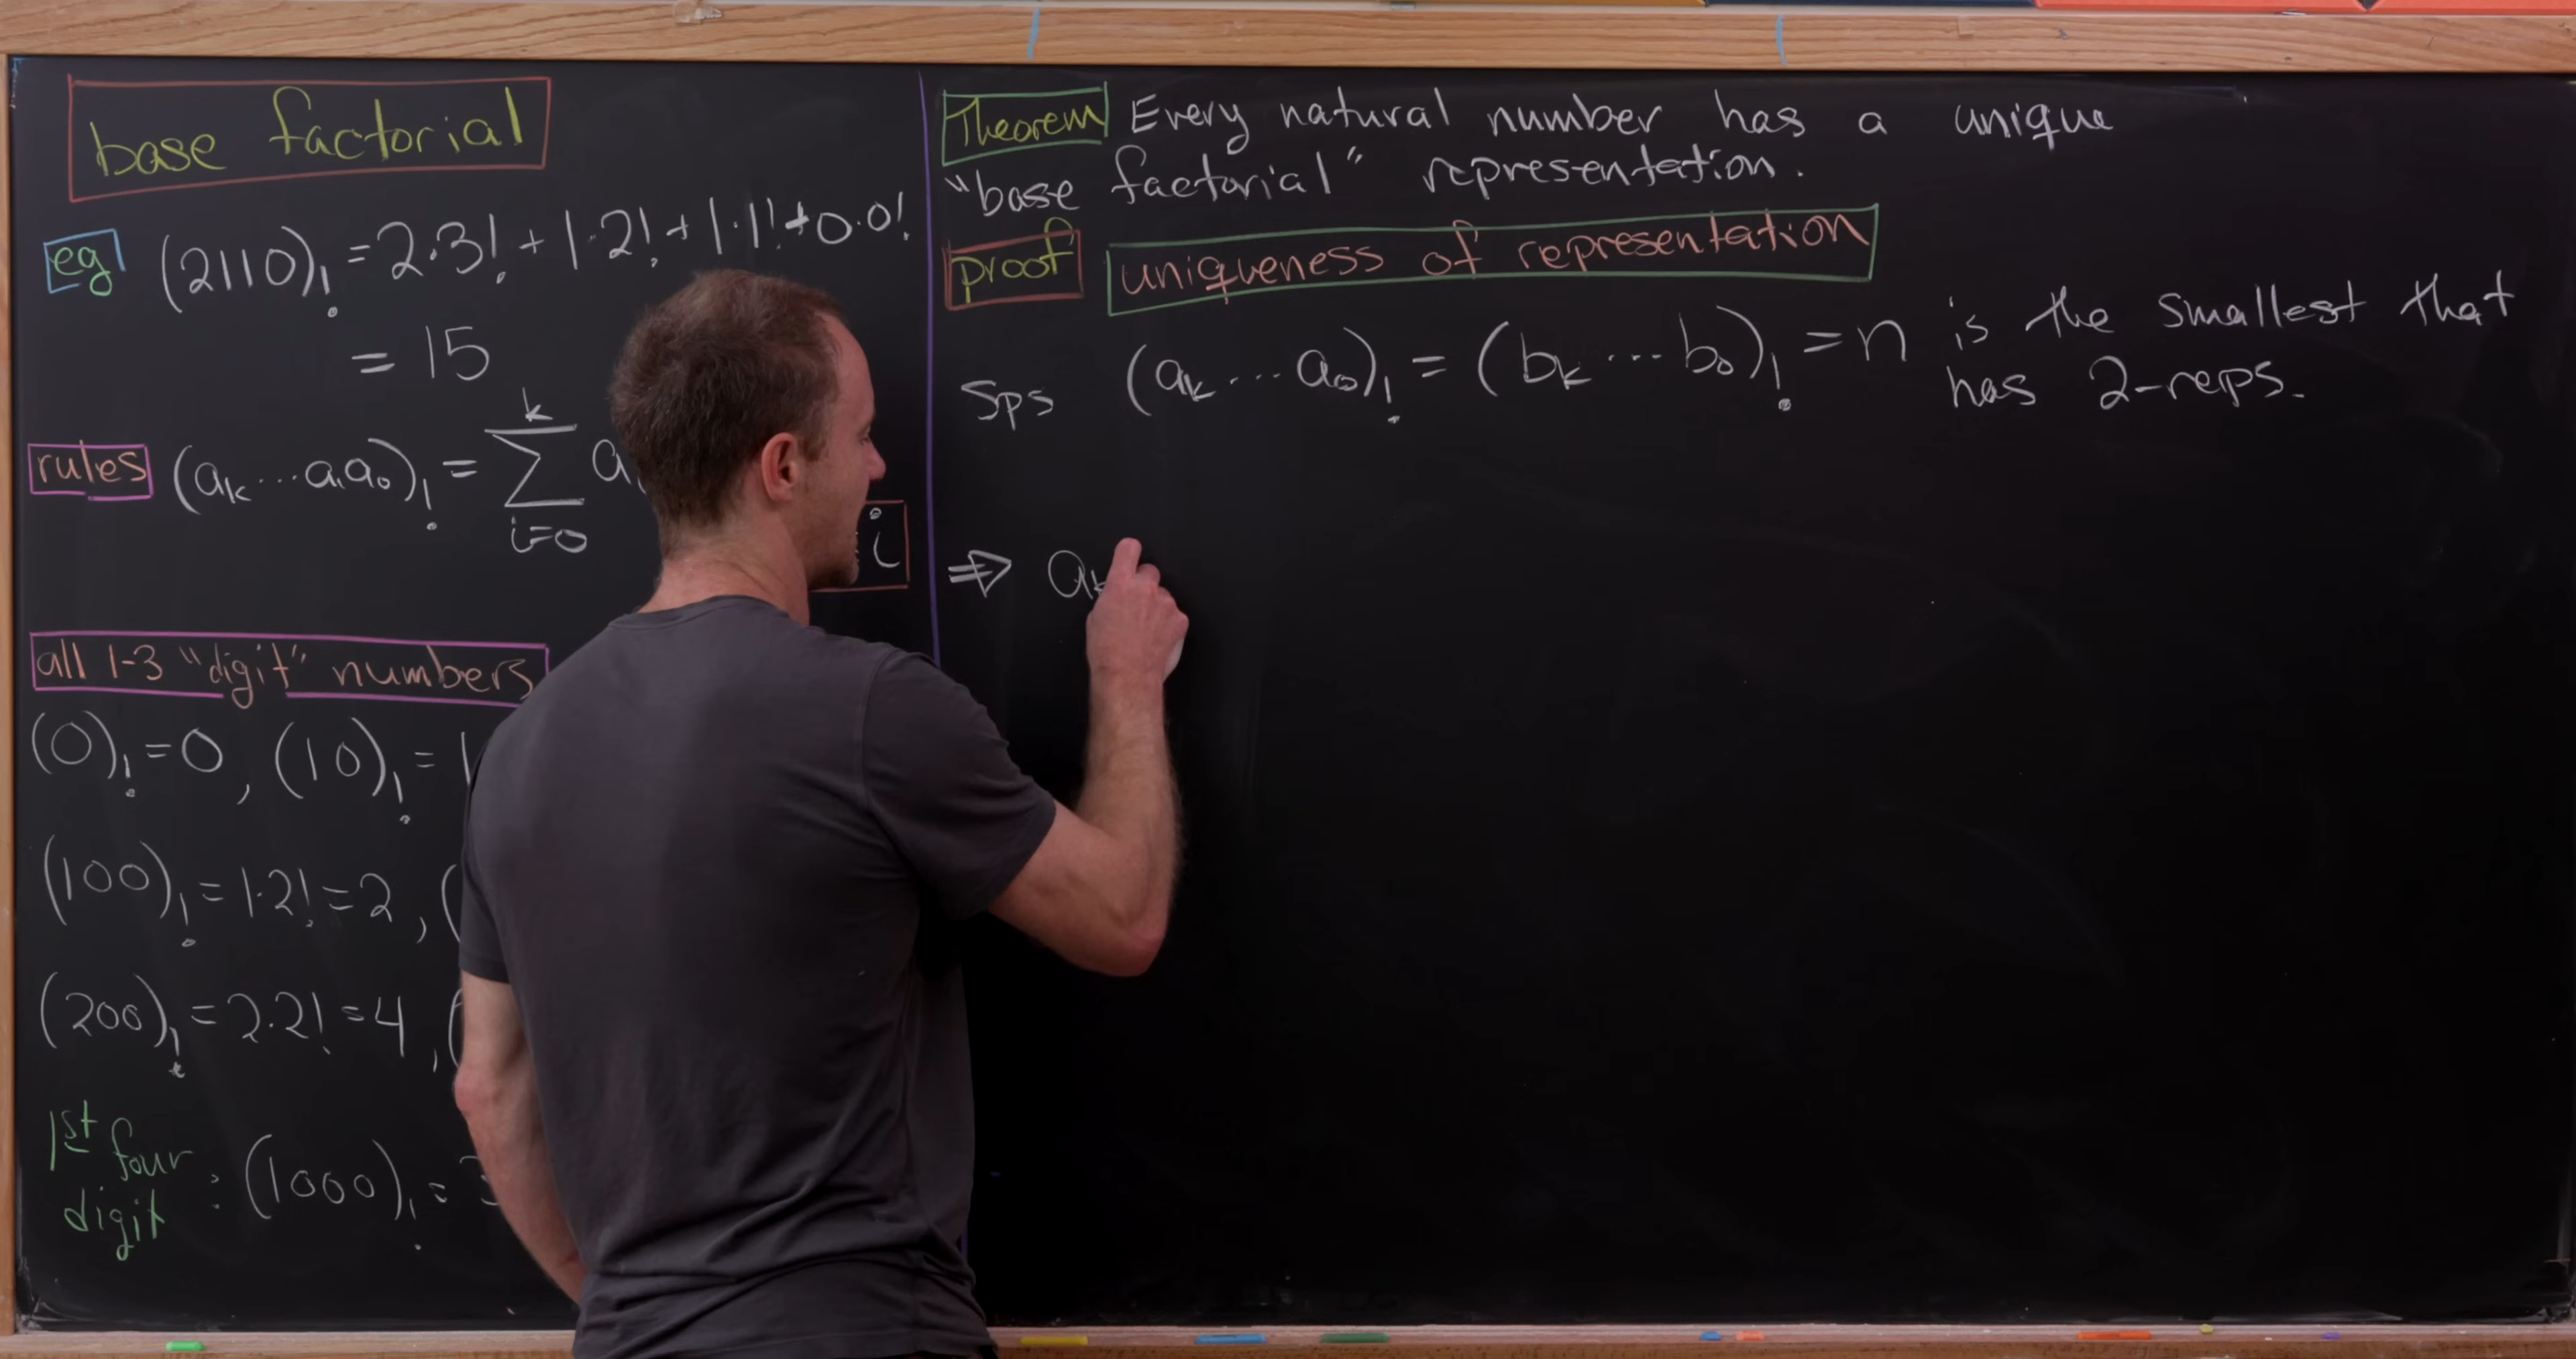 base factorial
eg (2110)! = 2·3! + 1·2! + 1·1! + 0·0!
= 15
rules (aₖ...a₁a₀)! = Σ_{i=0}^{k} a
i
all 1-3 "digit" numbers
(0)! = 0, (10)! = 1
(100)! = 1·2! = 2, (
(200)! = 2·2! = 4, (
1st four digit : (1000)! =
Theorem Every natural number has a unique
"base factorial" representation.
proof uniqueness of representation
Sps (aₖ...a₀)! = (bₖ...b₀)! = n is the smallest that
has 2-reps.
⇒ a